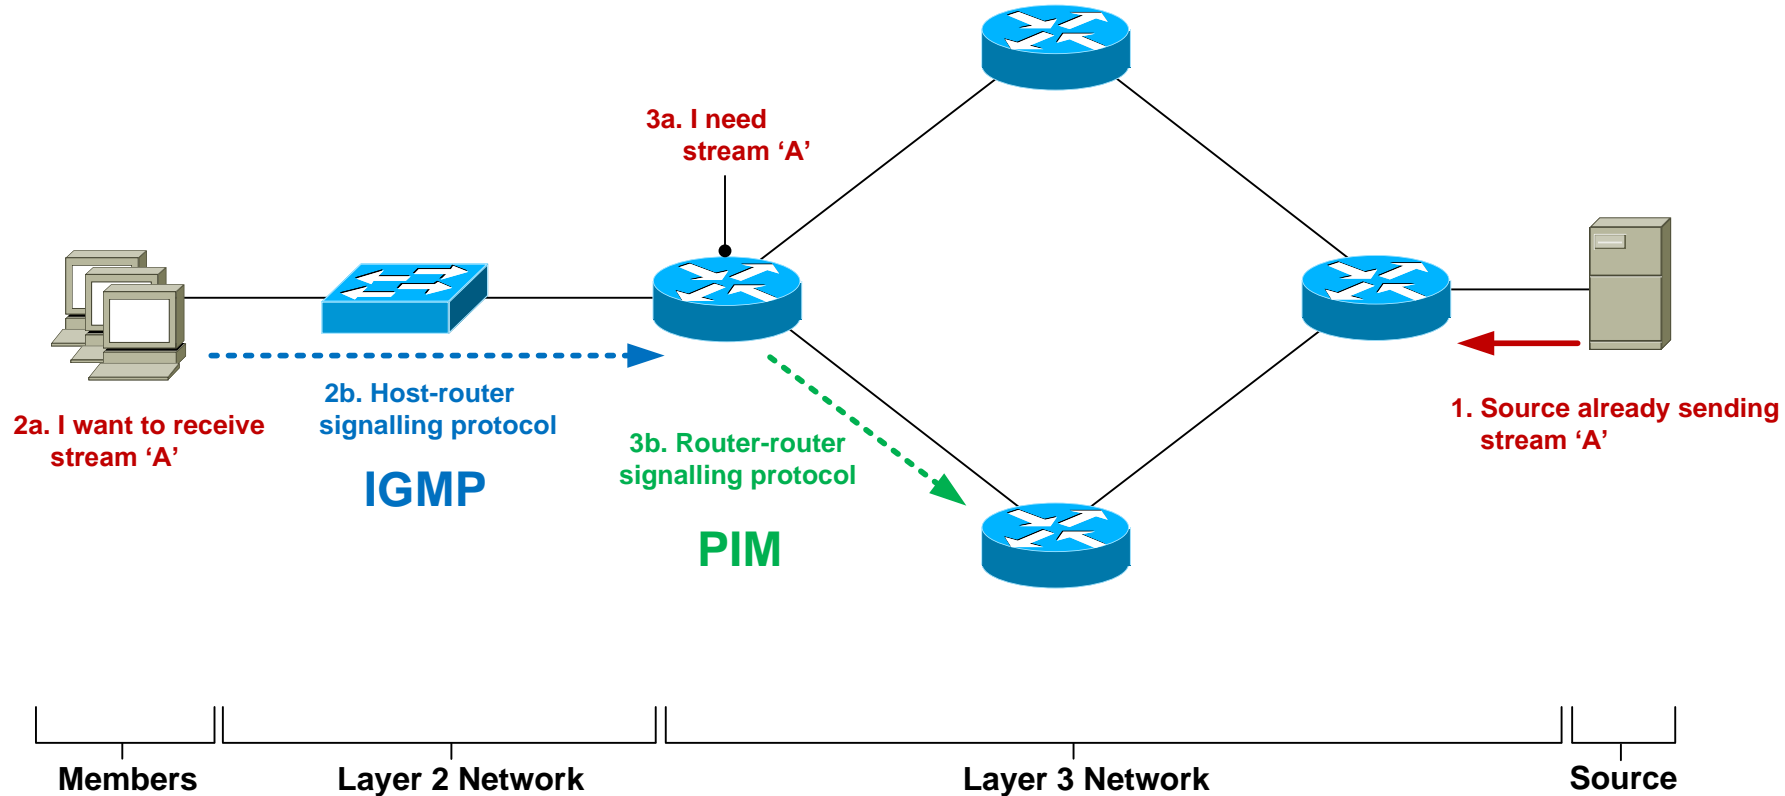 3a. I need
stream ‘A’
2a. I want to receive
stream ‘A’
2b. Host-router
signalling protocol
IGMP
3b. Router-router
signalling protocol
PIM
1. Source already sending
stream ‘A’
Members
Layer 2 Network
Layer 3 Network
Source